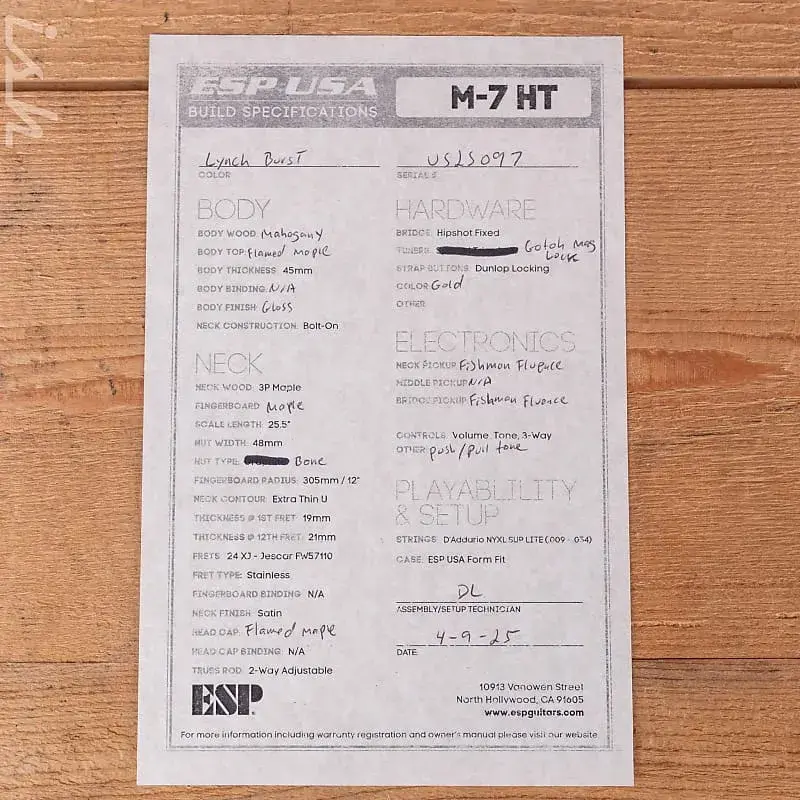 ish
ESP USA
BUILD SPECIFICATIONS
M-7 HT
Lynch Burst
COLOR
US25097
SERIAL #
BODY
BODY WOOD: Mahogany
BODY TOP: Flamed Maple
BODY THICKNESS: 45mm
BODY BINDING: N/A
BODY FINISH: Gloss
NECK CONSTRUCTION: Bolt-On
NECK
NECK WOOD: 3P Maple
FINGERBOARD: Maple
SCALE LENGTH: 25.5"
NUT WIDTH: 48mm
NUT TYPE: Bone
FINGERBOARD RADIUS: 305mm / 12"
NECK CONTOUR: Extra Thin U
THICKNESS @ 1ST FRET: 19mm
THICKNESS @ 12TH FRET: 21mm
FRETS: 24 XJ - Jescar FW57110
FRET TYPE: Stainless
FINGERBOARD BINDING: N/A
NECK FINISH: Satin
HEAD CAP: Flamed Maple
HEAD CAP BINDING: N/A
TRUSS ROD: 2-Way Adjustable
HARDWARE
BRIDGE: Hipshot Fixed
TUNERS: Gotoh Mag
Lock
STRAP BUTTONS: Dunlop Locking
COLOR: Gold
OTHER:
ELECTRONICS
NECK PICKUP: Fishman Fluence
MIDDLE PICKUP: N/A
BRIDGE PICKUP: Fishman Fluence
CONTROLS: Volume, Tone, 3-Way
OTHER: push/pull tone
PLAYABLILITY
& SETUP
STRINGS: D'Addario NYXL SUP LITE (.009 - .054)
CASE: ESP USA Form Fit
DL
ASSEMBLY/SETUP TECHNICIAN
4-9-25
DATE:
ESP
10913 Vanowen Street
North Hollywood, CA 91605
www.espguitars.com
For more information including warranty registration and owner's manual please visit our website